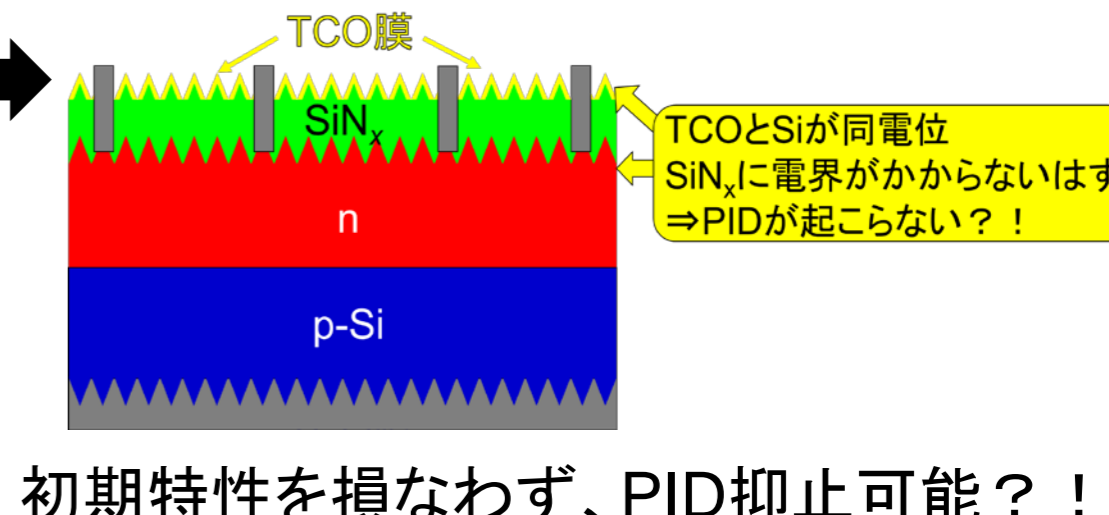 TCO膜
SiNx
TCOとSiが同電位
SiNxに電界がかからないはず
⇒PIDが起こらない？！
n
p-Si
初期特性を損なわず、PID抑止可能？！